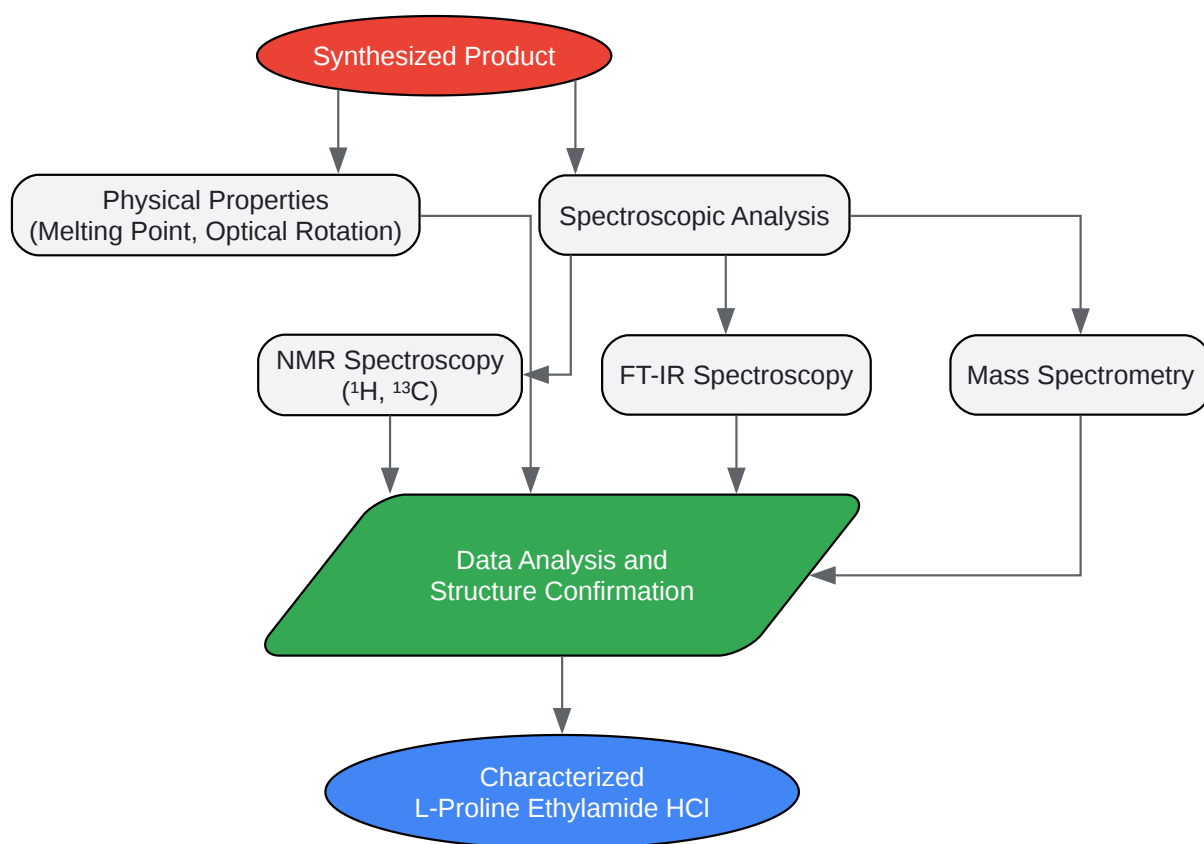 Synthesized Product
Physical Properties
(Melting Point, Optical Rotation)
Spectroscopic Analysis
NMR Spectroscopy
(¹H, ¹³C)
FT-IR Spectroscopy
Mass Spectrometry
Data Analysis and
Structure Confirmation
Characterized
L-Proline Ethylamide HCl